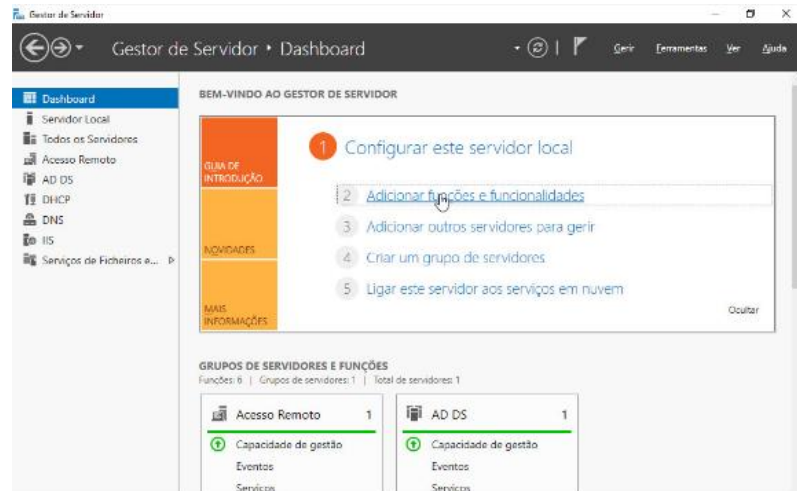 Gestor de Servidor
Gestor de Servidor • Dashboard
Gerir Ferramentas Ver Ajuda
Dashboard
Servidor Local
Todos os Servidores
Acesso Remoto
AD DS
DHCP
DNS
IIS
Serviços de Ficheiros e...
BEM-VINDO AO GESTOR DE SERVIDOR
GUIA DE
INTRODUÇÃO
NOVIDADES
MAIS
INFORMAÇÕES
1 Configurar este servidor local
2 Adicionar funções e funcionalidades
3 Adicionar outros servidores para gerir
4 Criar um grupo de servidores
5 Ligar este servidor aos serviços em nuvem
Ocultar
GRUPOS DE SERVIDORES E FUNÇÕES
Funções: 6 | Grupos de servidores: 1 | Total de servidores: 1
Acesso Remoto 1
Capacidade de gestão
Eventos
Serviços
AD DS 1
Capacidade de gestão
Eventos
Serviços